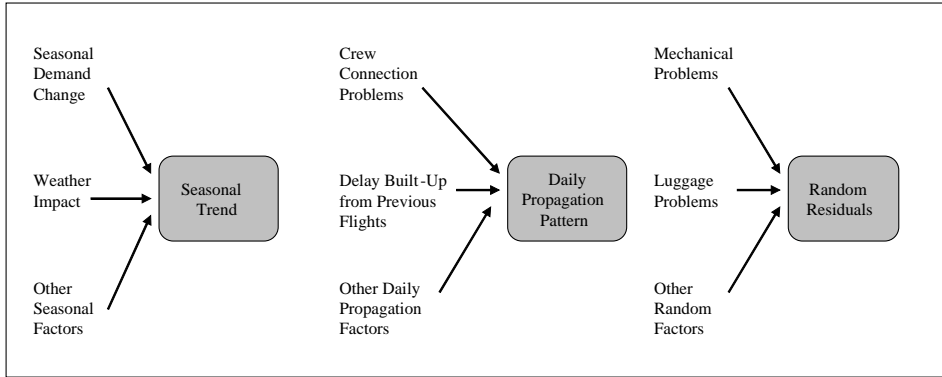 Seasonal
Demand
Change
Weather
Impact
Other
Seasonal
Factors
Seasonal
Trend
Crew
Connection
Problems
Delay Built-Up
from Previous
Flights
Other Daily
Propagation
Factors
Daily
Propagation
Pattern
Mechanical
Problems
Luggage
Problems
Other
Random
Factors
Random
Residuals